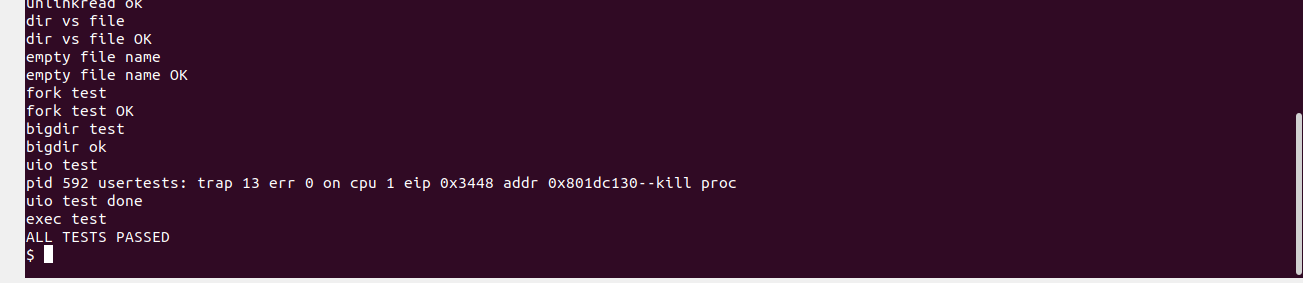 unlinkread ok
dir vs file
dir vs file OK
empty file name
empty file name OK
fork test
fork test OK
bigdir test
bigdir ok
uio test
pid 592 usertests: trap 13 err 0 on cpu 1 eip 0x3448 addr 0x801dc130--kill proc
uio test done
exec test
ALL TESTS PASSED
$